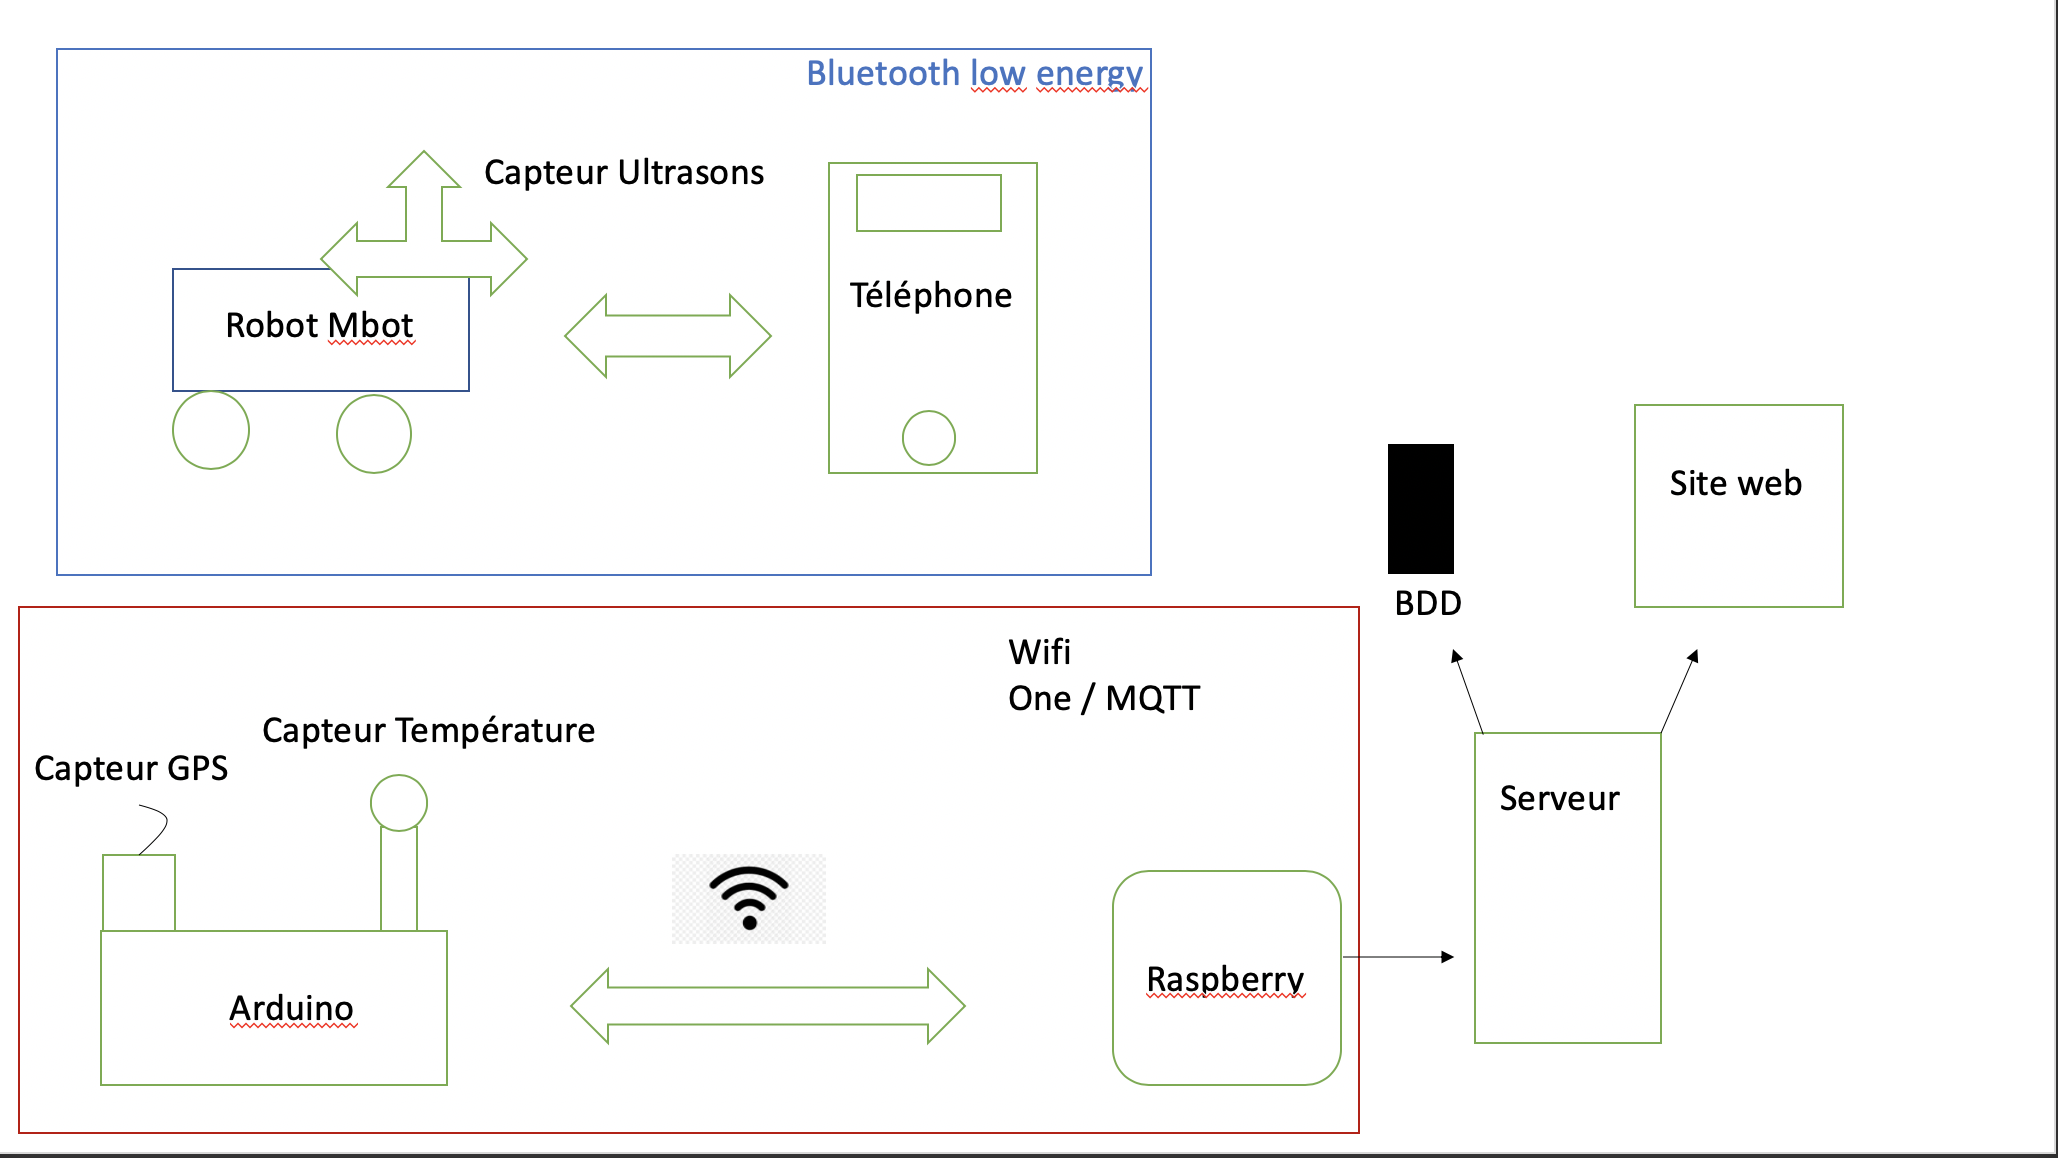 Bluetooth low energy
Capteur Ultrasons
Téléphone
Robot Mbot
Site web
BDD
Wifi
One / MQTT
Capteur Température
Capteur GPS
Serveur
Raspberry
Arduino